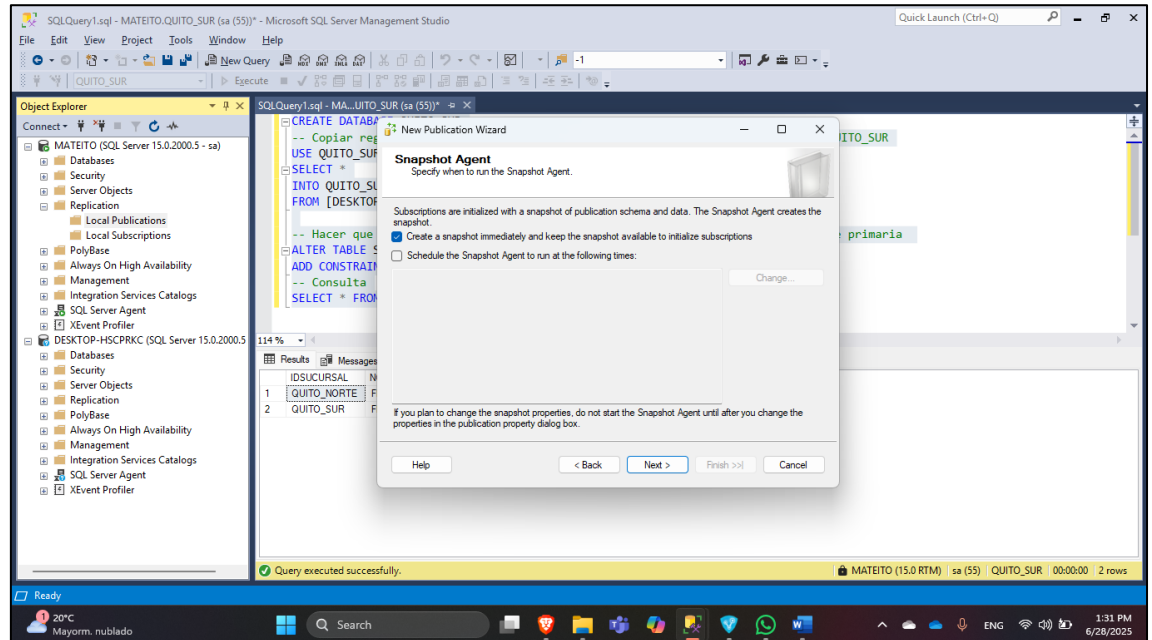 SQLQuery1.sql - MATEITO.QUITO_SUR (sa (55))* - Microsoft SQL Server Management Studio
Quick Launch (Ctrl+Q)
File Edit View Project Tools Window Help
New Query
-1
QUITO_SUR
Execute
Object Explorer
Connect
MATEITO (SQL Server 15.0.2000.5 - sa)
Databases
Security
Server Objects
Replication
Local Publications
Local Subscriptions
PolyBase
Always On High Availability
Management
Integration Services Catalogs
SQL Server Agent
XEvent Profiler
DESKTOP-HSCPRKC (SQL Server 15.0.2000.5
Databases
Security
Server Objects
Replication
PolyBase
Always On High Availability
Management
Integration Services Catalogs
SQL Server Agent
XEvent Profiler
SQLQuery1.sql - MA...UITO_SUR (sa (55))*
CREATE DATABA
-- Copiar reg
UITO_SUR
USE QUITO_SUR
SELECT *
INTO QUITO_SU
FROM [DESKTOP
-- Hacer que
e primaria
ALTER TABLE S
ADD CONSTRAIN
-- Consulta
SELECT * FROM
114 %
Results Messages
IDSUCURSAL N
1 QUITO_NORTE F
2 QUITO_SUR F
New Publication Wizard
Snapshot Agent
Specify when to run the Snapshot Agent.
Subscriptions are initialized with a snapshot of publication schema and data. The Snapshot Agent creates the
snapshot.
Create a snapshot immediately and keep the snapshot available to initialize subscriptions
Schedule the Snapshot Agent to run at the following times:
Change...
If you plan to change the snapshot properties, do not start the Snapshot Agent until after you change the
properties in the publication property dialog box.
Help < Back Next > Finish >>| Cancel
Query executed successfully.
MATEITO (15.0 RTM) sa (55) QUITO_SUR 00:00:00 2 rows
Ready
1
20°C
Mayorm. nublado
Search
ENG
1:31 PM
6/28/2025